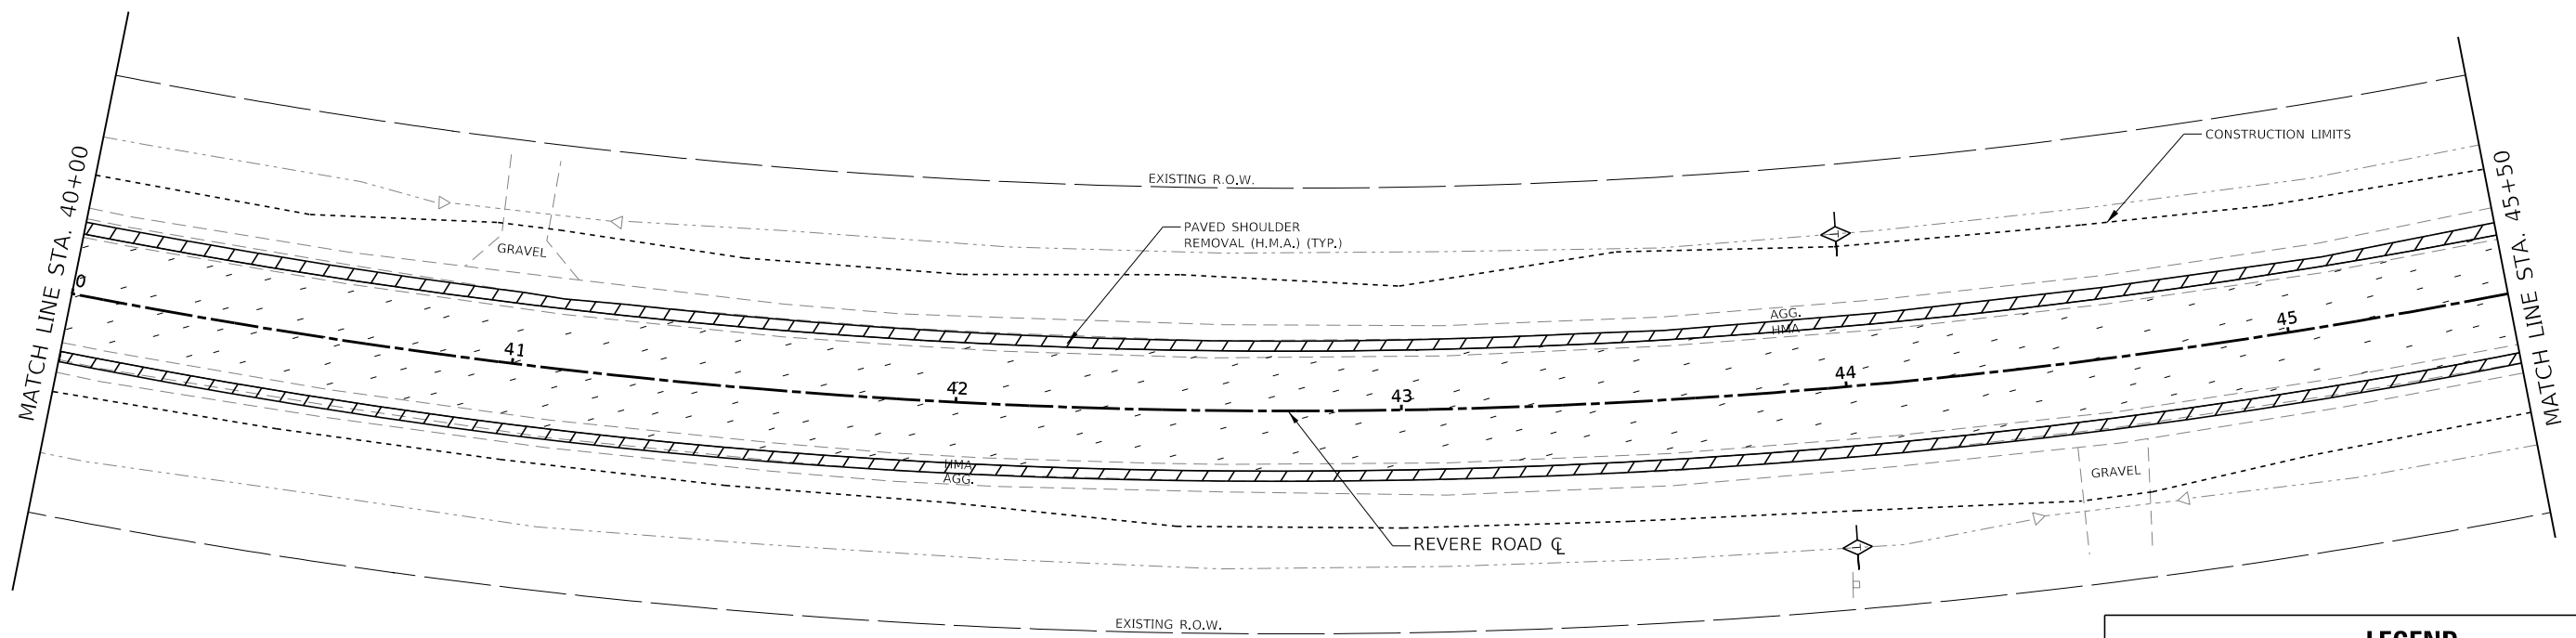 MATCH LINE STA. 40+00
CONSTRUCTION LIMITS
MATCH LINE STA. 45+50
EXISTING R.O.W.
PAVED SHOULDER
REMOVAL (H.M.A.) (TYP.)
GRAVEL
0
AGG.
HMA
45
41
44
42
43
HMA
AGG.
GRAVEL
REVERE ROAD ℄
EXISTING R.O.W.
LEGEND